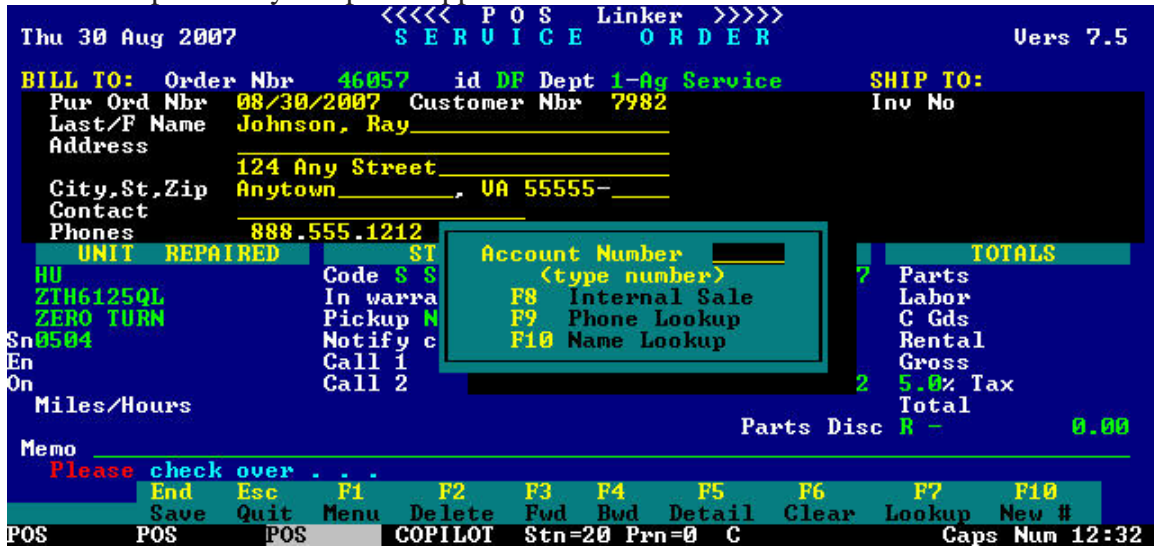 <<<<< P O S Linker >>>>>
Thu 30 Aug 2007 S E R V I C E O R D E R Vers 7.5
BILL TO: Order Nbr 46057 id DF Dept 1-Ag Service SHIP TO:
Pur Ord Nbr 08/30/2007 Customer Nbr 7982 Inv No
Last/F Name Johnson, Ray
Address
124 Any Street
City,St,Zip Anytown , VA 55555-
Contact
Phones 888.555.1212
Account Number
UNIT REPAIRED ST TOTALS
(type number)
HU Code S S 7 Parts
F8 Internal Sale
ZTH6125QL In warra Labor
F9 Phone Lookup
ZERO TURN Pickup N C Gds
F10 Name Lookup
Sn0504 Notify c Rental
En Call 1 Gross
On Call 2 2 5.0% Tax
Miles/Hours Total
Parts Disc R - 0.00
Memo
Please check over . . .
End Esc F1 F2 F3 F4 F5 F6 F7 F10
Save Quit Menu Delete Fwd Bwd Detail Clear Lookup New #
POS POS POS COPILOT Stn=20 Prn=0 C Caps Num 12:32